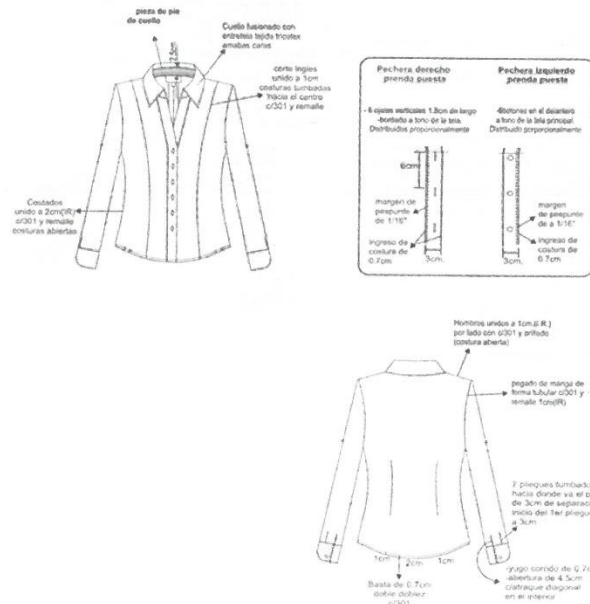 pieza de pie
de cuello
2.5cm
Cuello fusionado con
entretela tejida tricotex
ambas caras
corte ingles
unido a 1cm
costuras tumbadas
hacia el centro
c/301 y remalle
Costados
unido a 2cm(IR)
c/301 y remalle
costuras abiertas
Pechera derecho
prenda puesta
- 6 ojales verticales 1.8cm de largo
-bordado a tono de la tela.
Distribuidos proporcionalmente
6cm
margen de
pespunte
de 1/16"
ingreso de
costura de
0.7cm
3cm.
Pechera izquierdo
prenda puesta
-6botones en el delantero
a tono de la tela principal.
Distribuido porporcionalmente
margen
de pespunte
de a 1/16"
ingreso de
costura de
0.7cm
3cm.
Hombros unidos a 1cm.(I.R.)
por lado con c/301 y orillado
(costura abierta)
pegado de manga de
forma tubular c/301 y
remalle 1cm(IR)
2 pliegues tumbado
hacia donde va el
de 3cm de separac
inicio del 1er pliegue
a 3cm
1cm
2cm
1cm
Basta de 0.7cm
doble doblez
c/301
-yugo corrido de 0.7c
-abertura de 4.5cm
c/atraque diagonal
en el interior